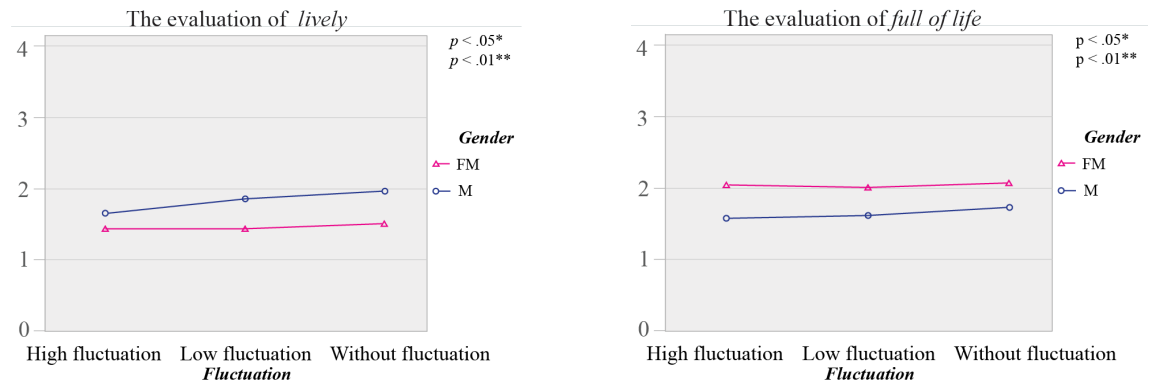 The evaluation of lively
p < .05*
p < .01**
4
3
2
1
0
Gender
FM
M
High fluctuation Low fluctuation Without fluctuation
Fluctuation
The evaluation of full of life
p < .05*
p < .01**
4
3
2
1
0
Gender
FM
M
High fluctuation Low fluctuation Without fluctuation
Fluctuation